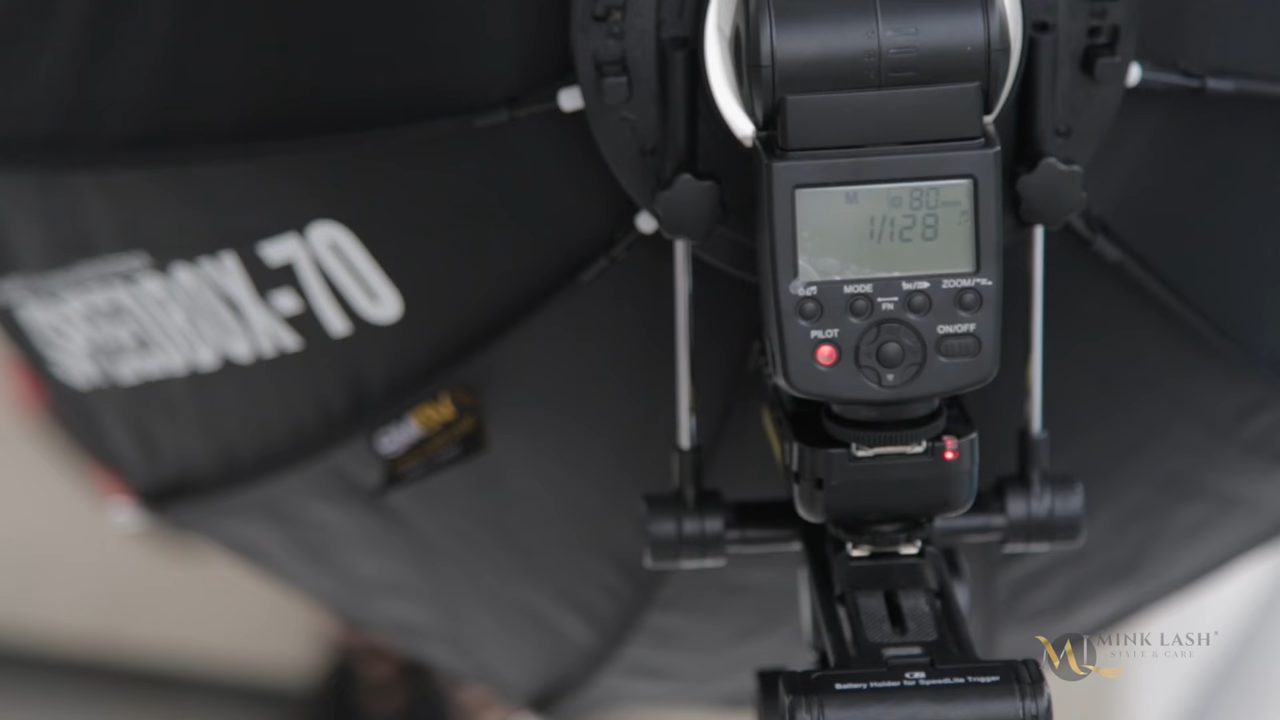 M 80mm
1/128
MODE
ZOOM/
FN
PILOT
ON/OFF
SPEEDBOX-70
Battery Holder for SpeedLite Trigger
MINK LASH
STYLE & CARE